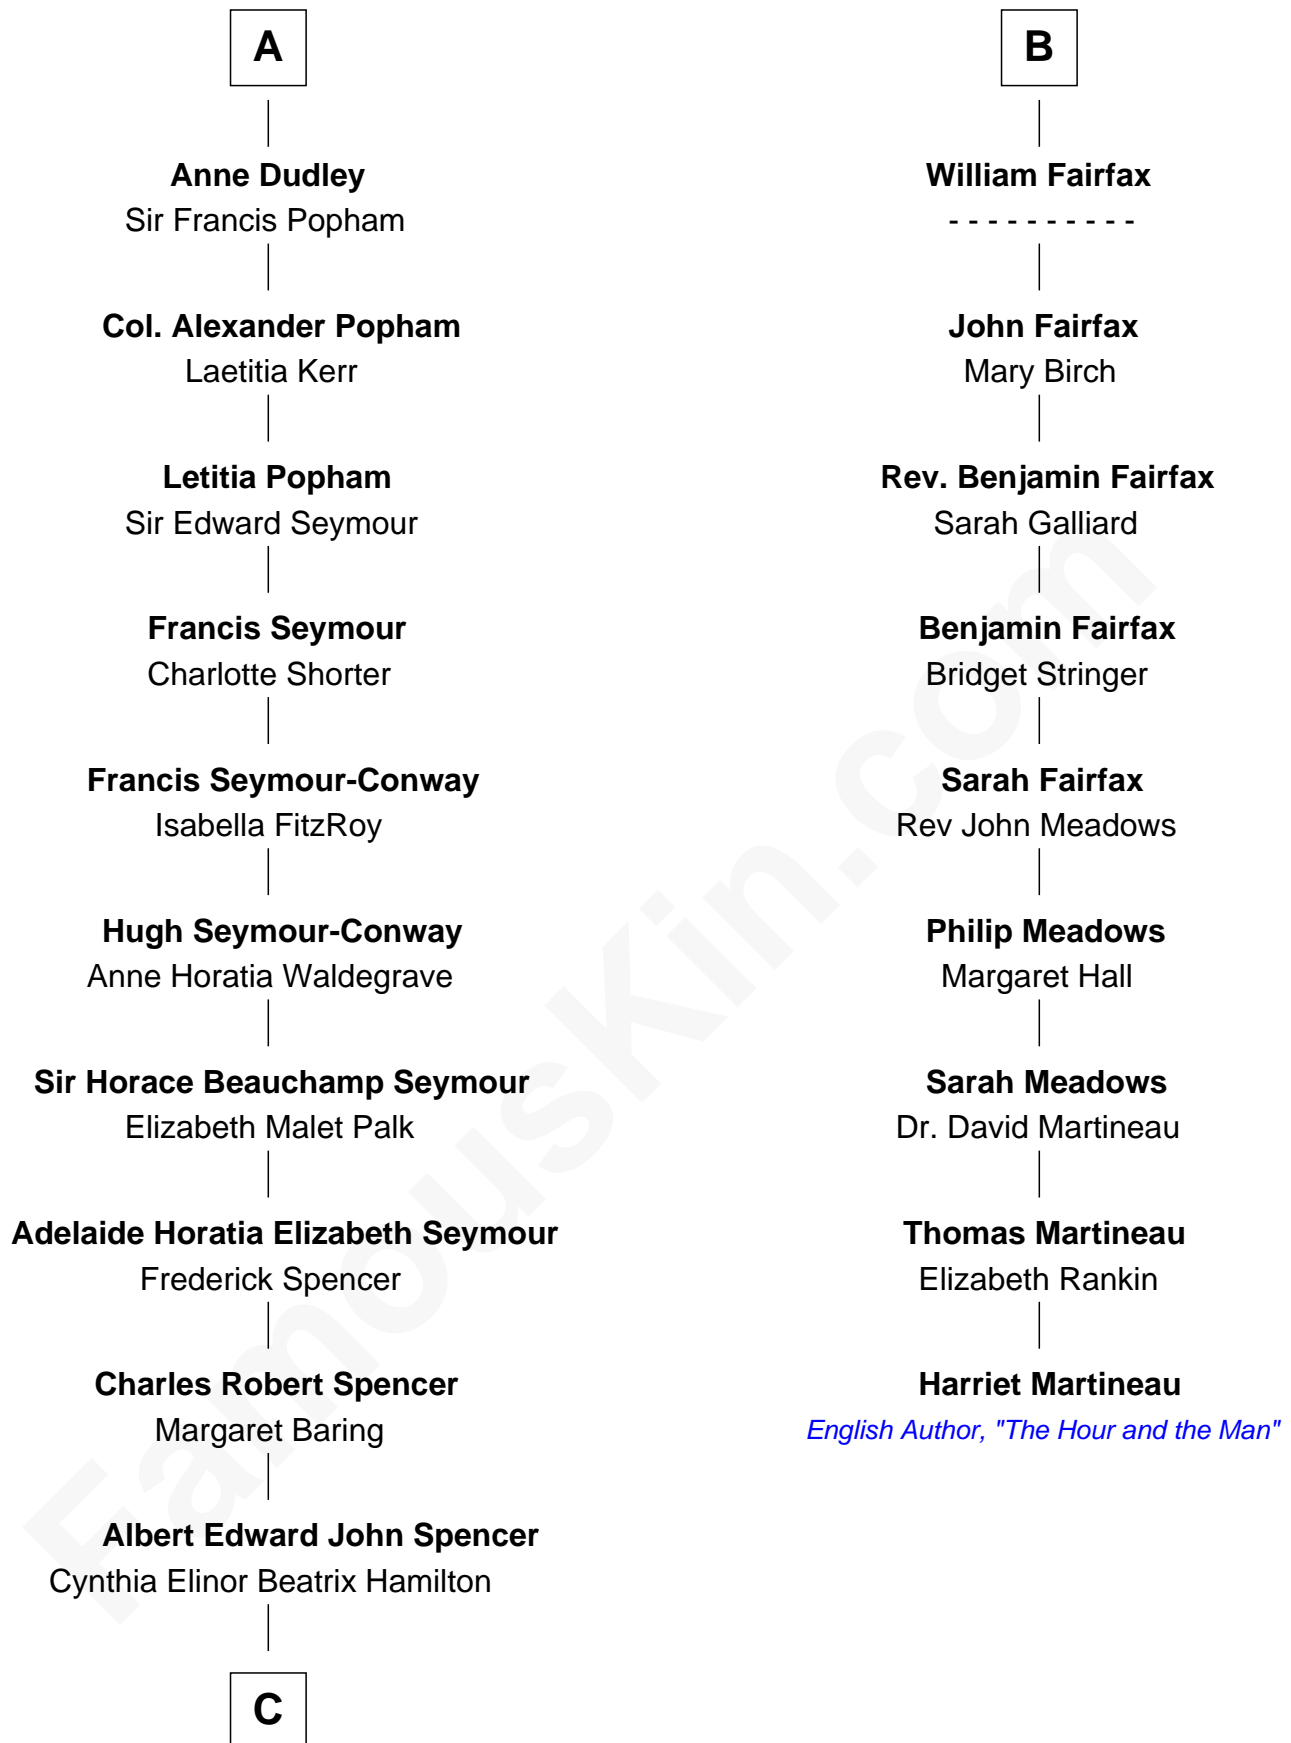 A
Anne Dudley
Sir Francis Popham
Col. Alexander Popham
Laetitia Kerr
Letitia Popham
Sir Edward Seymour
Francis Seymour
Charlotte Shorter
Francis Seymour-Conway
Isabella FitzRoy
Hugh Seymour-Conway
Anne Horatia Waldegrave
Sir Horace Beauchamp Seymour
Elizabeth Malet Palk
Adelaide Horatia Elizabeth Seymour
Frederick Spencer
Charles Robert Spencer
Margaret Baring
Albert Edward John Spencer
Cynthia Elinor Beatrix Hamilton
C
B
William Fairfax
- - - - - - - - - -
John Fairfax
Mary Birch
Rev. Benjamin Fairfax
Sarah Galliard
Benjamin Fairfax
Bridget Stringer
Sarah Fairfax
Rev John Meadows
Philip Meadows
Margaret Hall
Sarah Meadows
Dr. David Martineau
Thomas Martineau
Elizabeth Rankin
Harriet Martineau
English Author, "The Hour and the Man"
FamousKin.com